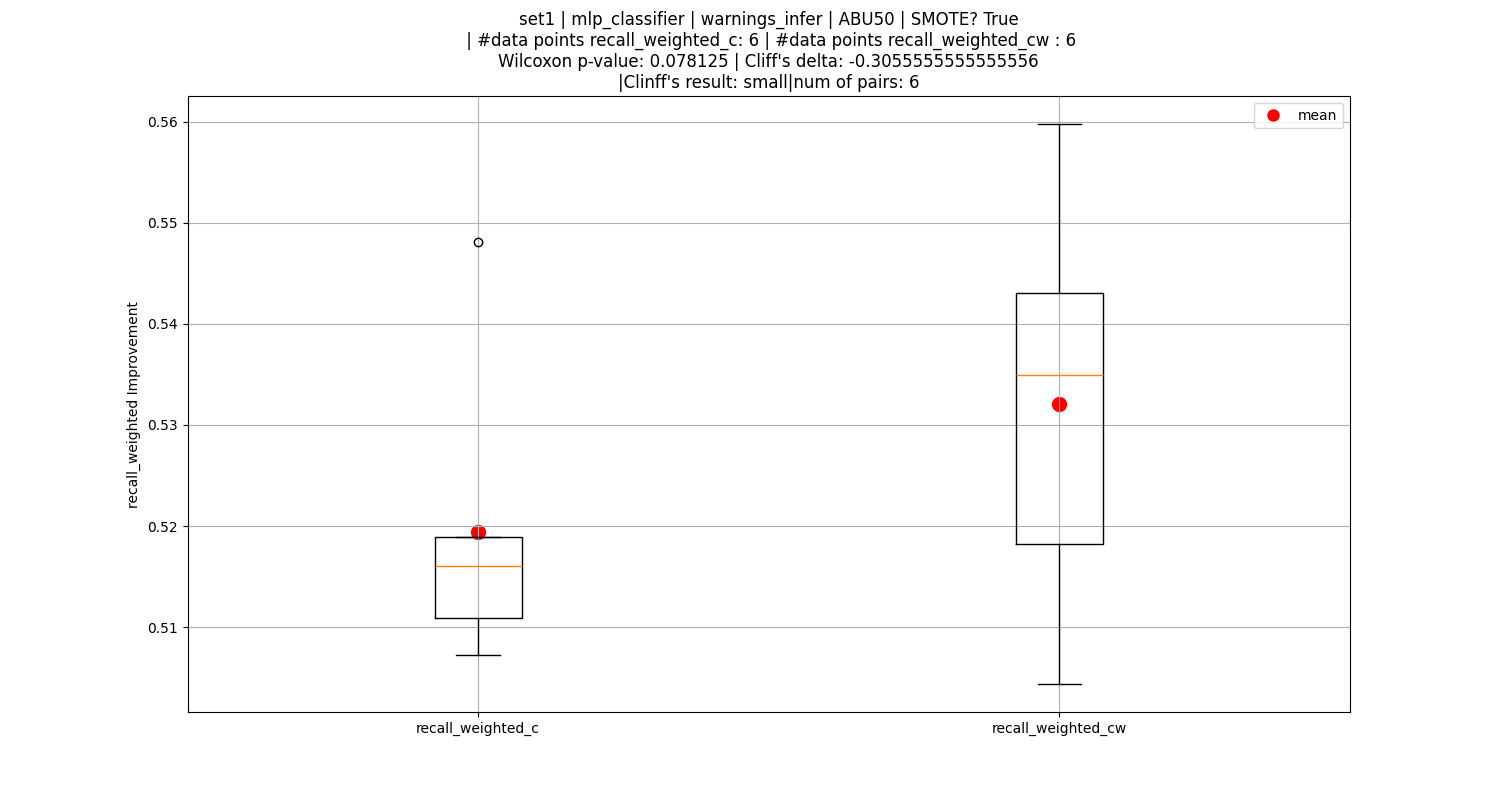 set1 | mlp_classifier | warnings_infer | ABU50 | SMOTE? True
| #data points recall_weighted_c: 6 | #data points recall_weighted_cw : 6
Wilcoxon p-value: 0.078125 | Cliff's delta: -0.3055555555555556
|Clinff's result: small|num of pairs: 6
mean
recall_weighted Improvement
0.56
0.55
0.54
0.53
0.52
0.51
recall_weighted_c
recall_weighted_cw